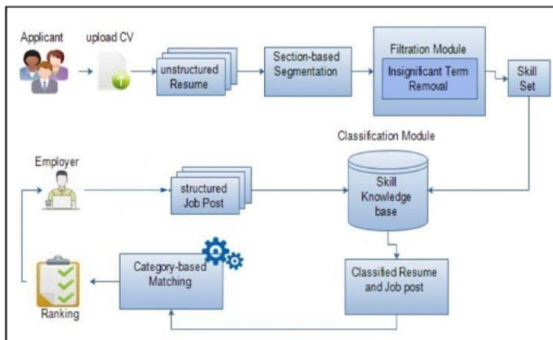 Applicant
upload CV
unstructured
Resume
Section-based
Segmentation
Filtration Module
Insignificant Term
Removal
Skill
Set
Classification Module
Employer
structured
Job Post
Skill
Knowledge
base
Category-based
Matching
Classified Resume
and Job post
Ranking